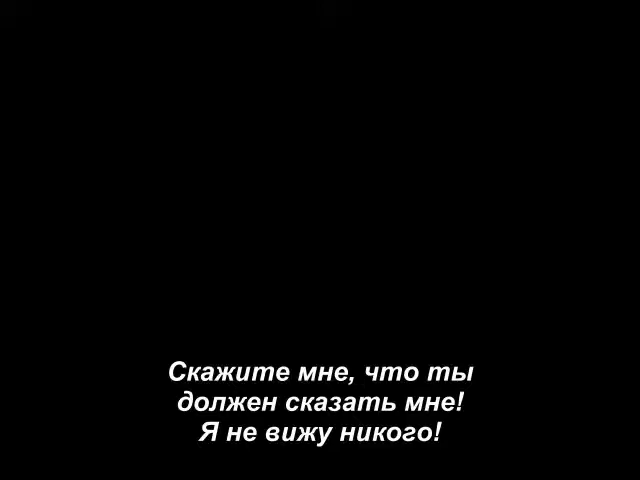 Скажите мне, что ты
должен сказать мне!
Я не вижу никого!